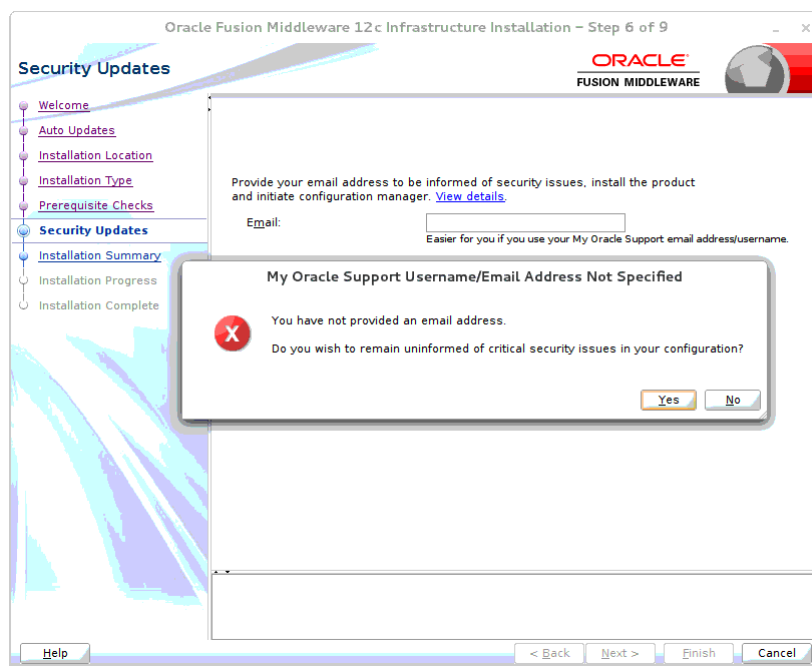 Oracle Fusion Middleware 12c Infrastructure Installation – Step 6 of 9
Security Updates
ORACLE
FUSION MIDDLEWARE
Welcome
Auto Updates
Installation Location
Installation Type
Prerequisite Checks
Security Updates
Installation Summary
Installation Progress
Installation Complete
Provide your email address to be informed of security issues, install the product
and initiate configuration manager. View details.
Email:
Easier for you if you use your My Oracle Support email address/username.
My Oracle Support Username/Email Address Not Specified
You have not provided an email address.
Do you wish to remain uninformed of critical security issues in your configuration?
Yes No
Help < Back Next > Finish Cancel